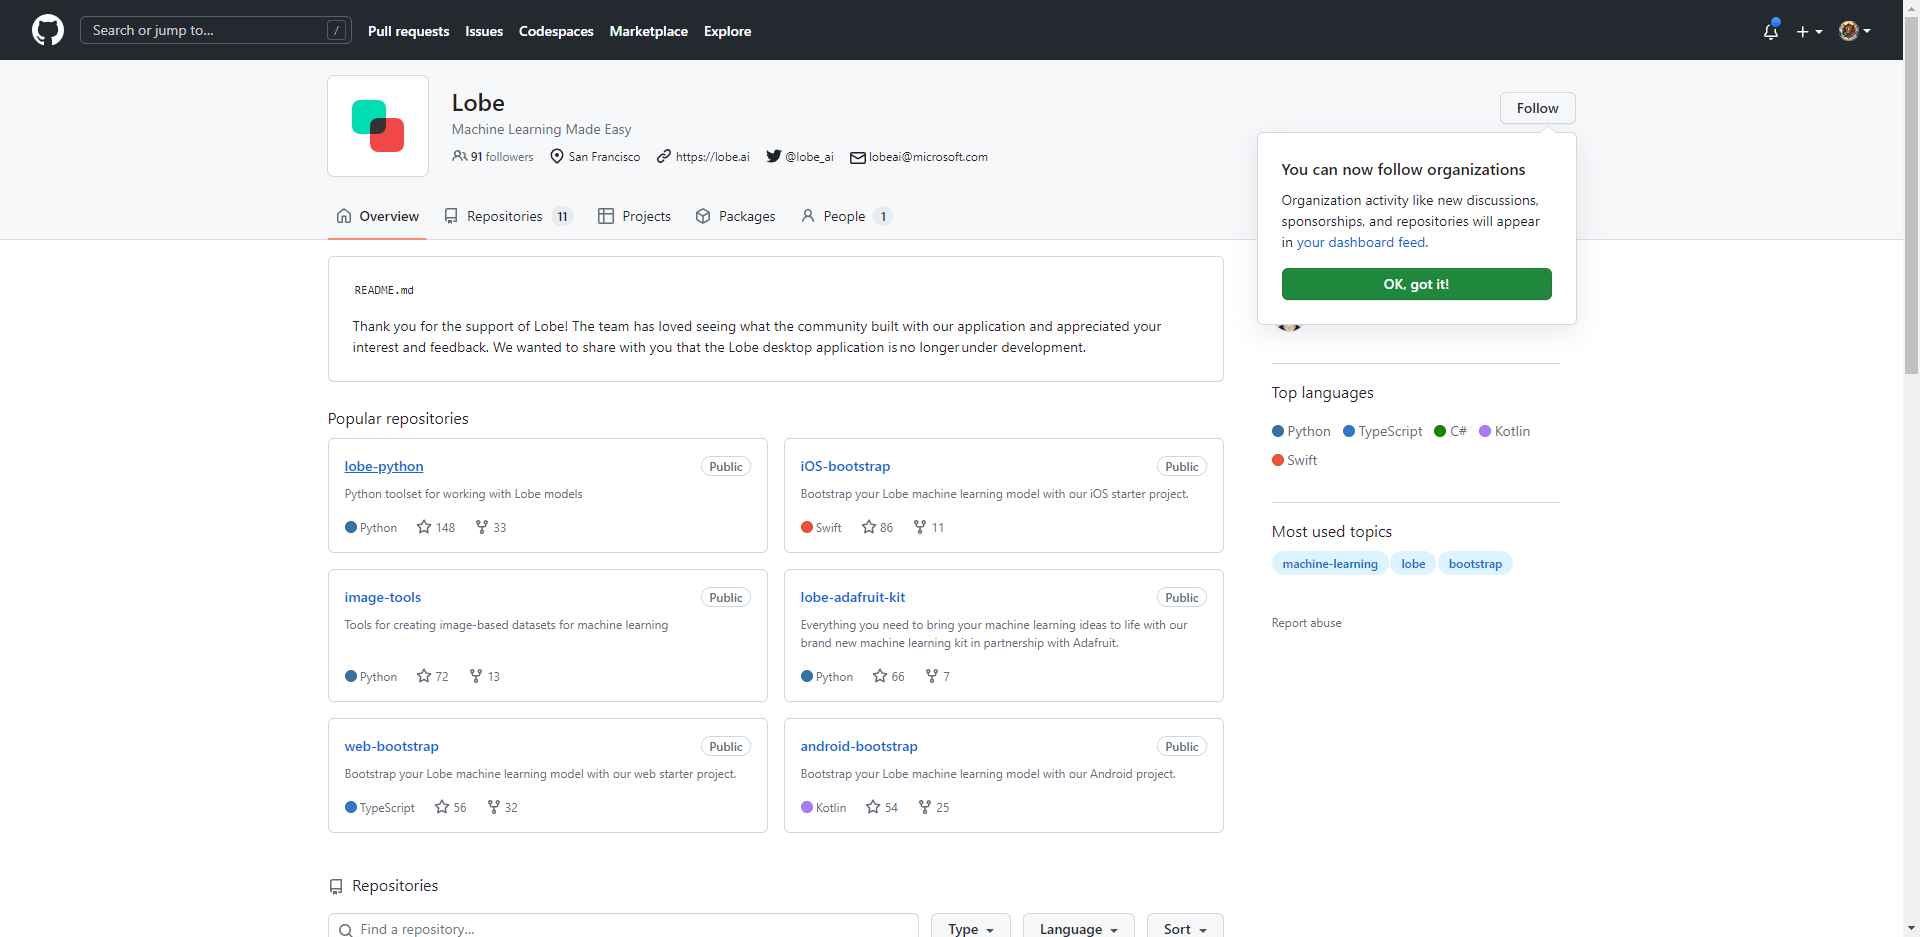 Search or jump to... /
Pull requests Issues Codespaces Marketplace Explore
Lobe
Machine Learning Made Easy
91 followers San Francisco https://lobe.ai @lobe_ai lobeai@microsoft.com
Follow
You can now follow organizations
Organization activity like new discussions,
sponsorships, and repositories will appear
in your dashboard feed.
OK, got it!
Overview Repositories 11 Projects Packages People 1
README.md
Thank you for the support of Lobe! The team has loved seeing what the community built with our application and appreciated your
interest and feedback. We wanted to share with you that the Lobe desktop application is no longer under development.
Popular repositories
lobe-python Public
Python toolset for working with Lobe models
Python 148 33
iOS-bootstrap Public
Bootstrap your Lobe machine learning model with our iOS starter project.
Swift 86 11
image-tools Public
Tools for creating image-based datasets for machine learning
Python 72 13
lobe-adafruit-kit Public
Everything you need to bring your machine learning ideas to life with our
brand new machine learning kit in partnership with Adafruit.
Python 66 7
web-bootstrap Public
Bootstrap your Lobe machine learning model with our web starter project.
TypeScript 56 32
android-bootstrap Public
Bootstrap your Lobe machine learning model with our Android project.
Kotlin 54 25
Top languages
Python TypeScript C# Kotlin
Swift
Most used topics
machine-learning lobe bootstrap
Report abuse
Repositories
Find a repository... Type Language Sort